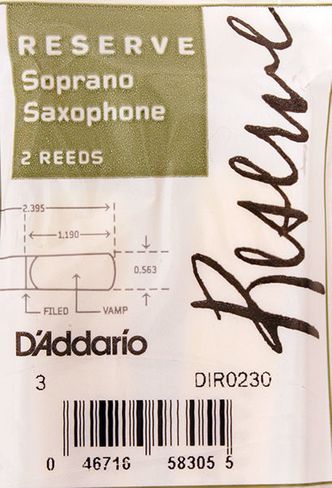 RESERVE
Soprano
Saxophone
2 REEDS
Reserve
2.395
1.190
0.563
FILED
VAMP
D'Addario
3 DIR0230
0 46716 58305 5